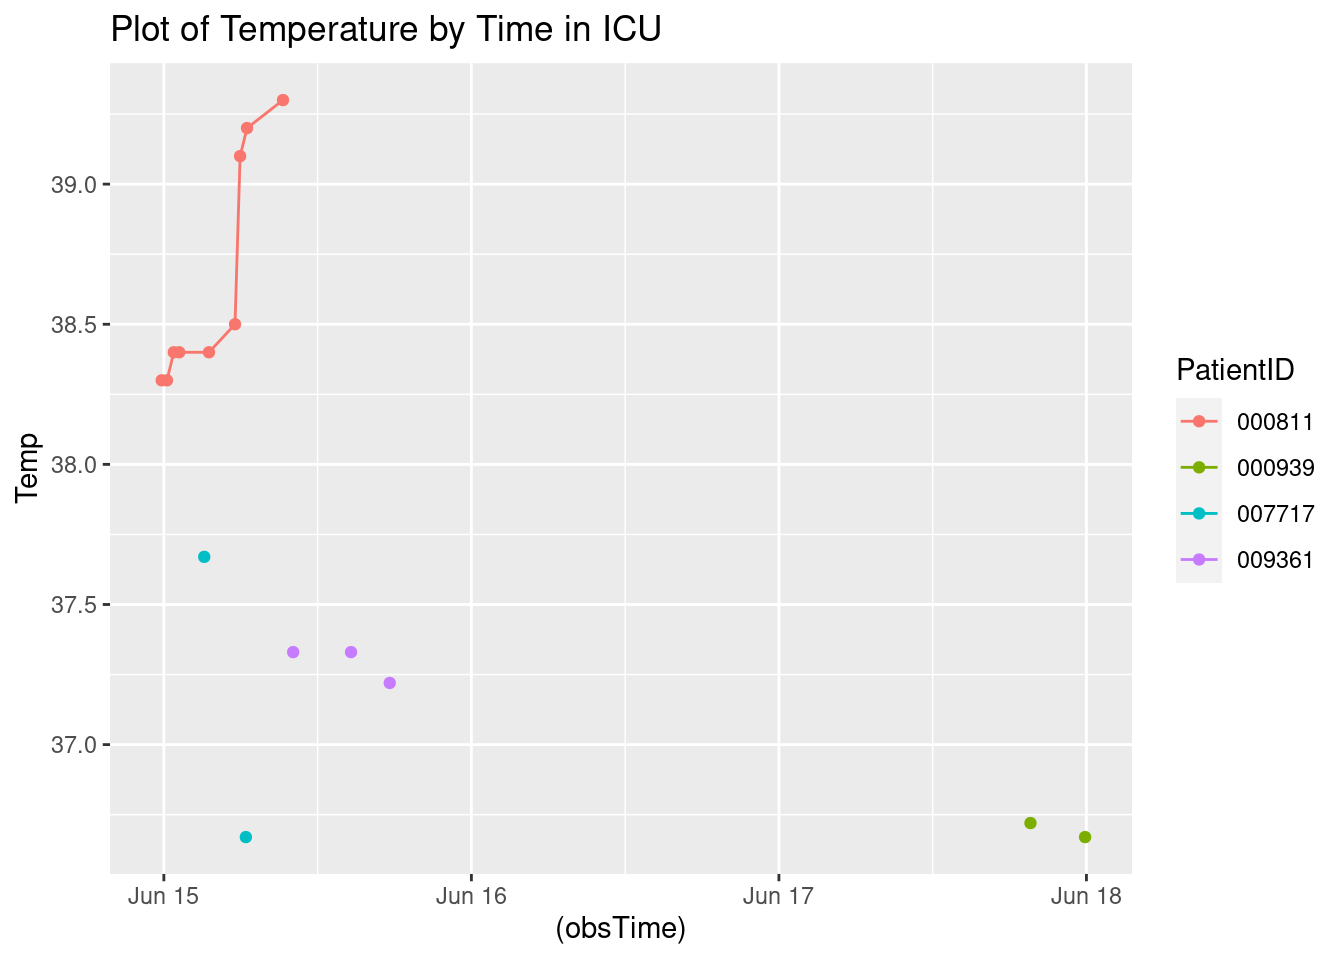 Plot of Temperature by Time in ICU
39.0
38.5
38.0
37.5
37.0
Temp
Jun 15
Jun 16
Jun 17
Jun 18
(obsTime)
PatientID
000811
000939
007717
009361